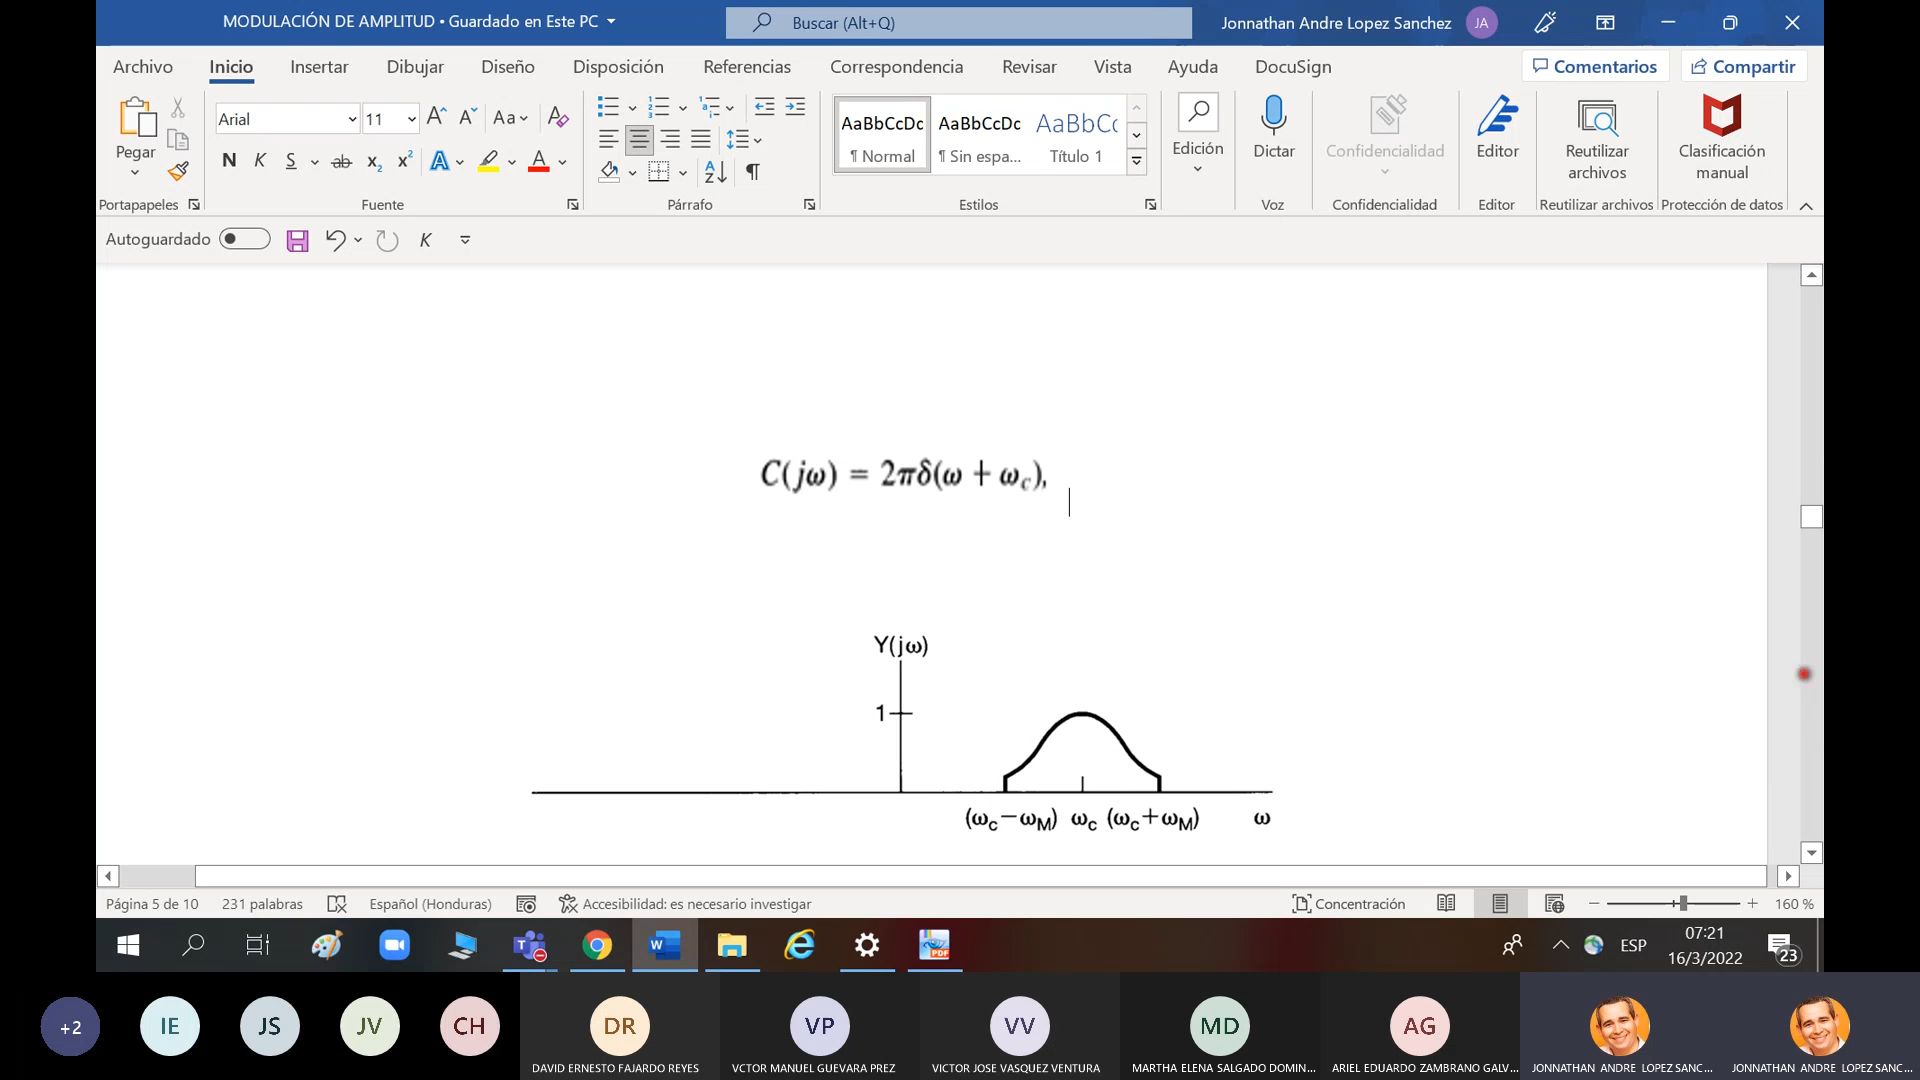 MODULACIÓN DE AMPLITUD • Guardado en Este PC
Buscar (Alt+Q)
Jonnathan Andre Lopez Sanchez
JA
Archivo Inicio Insertar Dibujar Diseño Disposición Referencias Correspondencia Revisar Vista Ayuda DocuSign
Comentarios
Compartir
Pegar
Arial
11
A A Aa A
N K S ab x₂ x² A A
AaBbCcDc AaBbCcDc AaBbCc
¶ Normal ¶ Sin espa... Título 1
Edición
Dictar
Confidencialidad
Editor
Reutilizar archivos
Clasificación manual
Portapapeles Fuente Párrafo Estilos Voz Confidencialidad Editor Reutilizar archivos Protección de datos
Autoguardado
K
C(jω) = 2πδ(ω + ω_c),
Y(jω)
1
(ω_c−ω_M) ω_c (ω_c+ω_M) ω
Página 5 de 10
231 palabras
Español (Honduras)
Accesibilidad: es necesario investigar
Concentración
160 %
ESP
07:21
16/3/2022
23
+2
IE
JS
JV
CH
DR
VP
VV
MD
AG
DAVID ERNESTO FAJARDO REYES
VCTOR MANUEL GUEVARA PREZ
VICTOR JOSE VASQUEZ VENTURA
MARTHA ELENA SALGADO DOMIN...
ARIEL EDUARDO ZAMBRANO GALV...
JONNATHAN ANDRE LOPEZ SANC...
JONNATHAN ANDRE LOPEZ SANC...